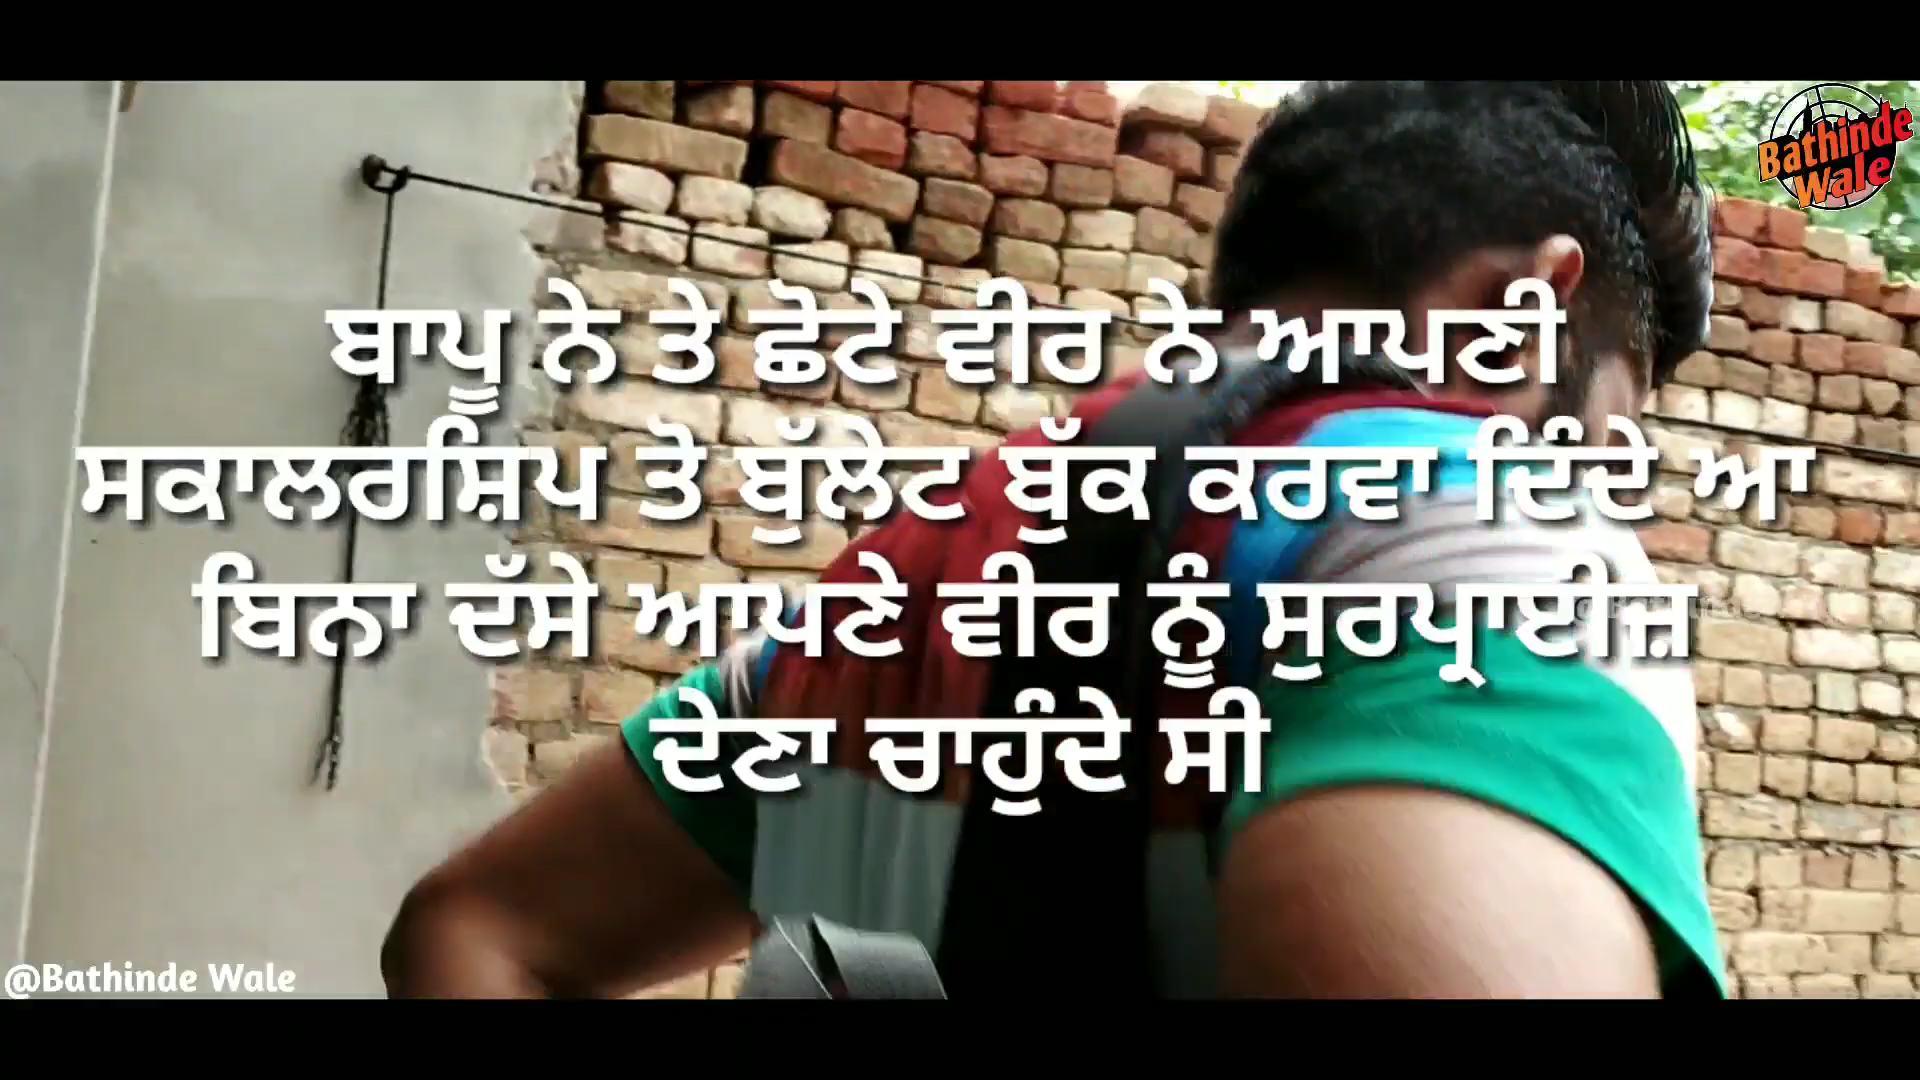 Bathinde
Wale
ਬਾਪੂ ਨੇ ਤੇ ਛੋਟੇ ਵੀਰ ਨੇ ਆਪਣੀ
ਸਕਾਲਰਸ਼ਿਪ ਤੋ ਬੁੱਲੇਟ ਬੁੱਕ ਕਰਵਾ ਦਿੰਦੇ ਆ
ਬਿਨਾ ਦੱਸੇ ਆਪਣੇ ਵੀਰ ਨੂੰ ਸੁਰਪ੍ਰਾਈਜ਼
ਦੇਣਾ ਚਾਹੁੰਦੇ ਸੀ
@Bathinde Wale